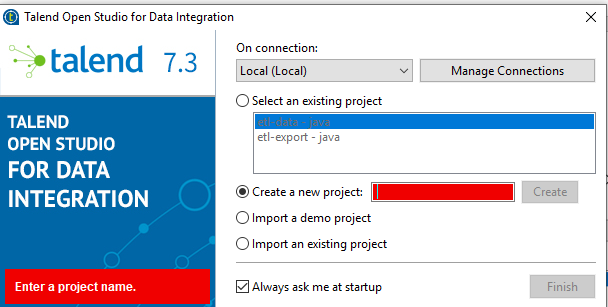 Talend Open Studio for Data Integration
talend 7.3
TALEND
OPEN STUDIO
FOR DATA
INTEGRATION
Enter a project name.
On connection:
Local (Local)
Manage Connections
Select an existing project
etl-data - java
etl-export - java
Create a new project:
Create
Import a demo project
Import an existing project
Always ask me at startup
Finish